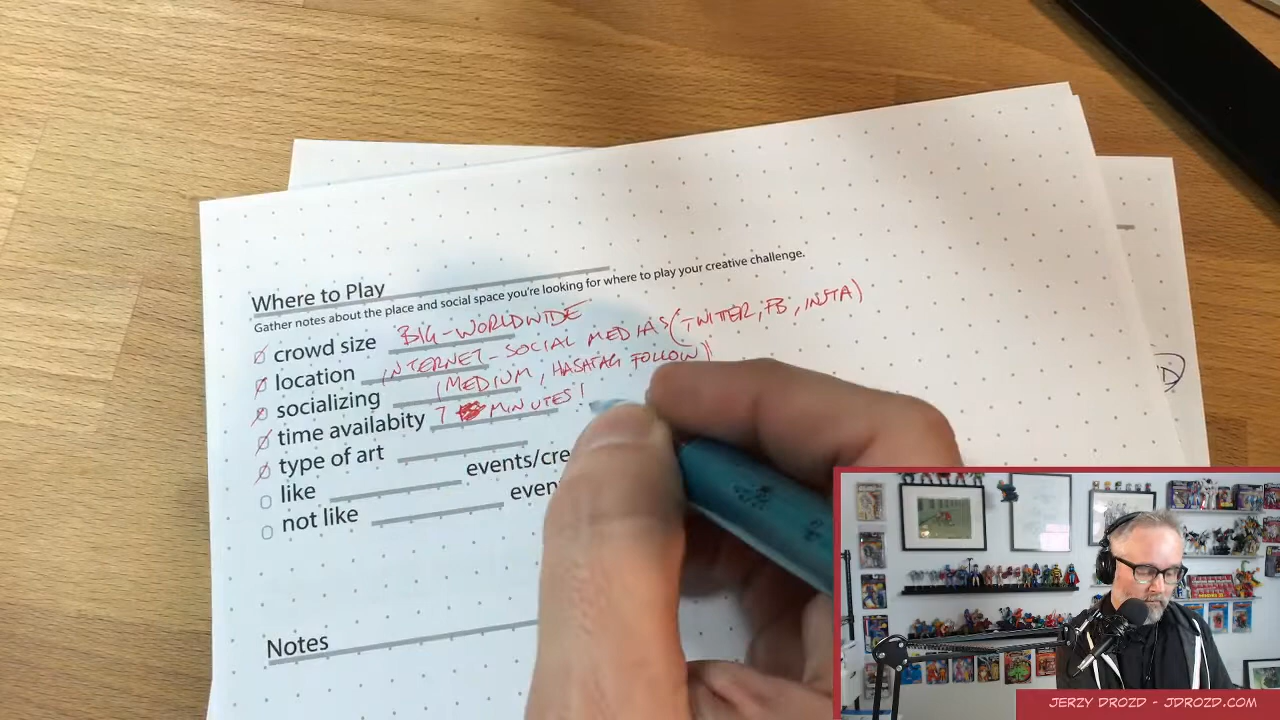 Where to Play
Gather notes about the place and social space you're looking for where to play your creative challenge.
crowd size BIG-WORLDWIDE
location INTERNET-SOCIAL MEDIAS (TWITTER, FB, INSTA)
socializing (MEDIUM, HASHTAG FOLLOW)
time availabity 7 MINUTES!
type of art
like events/cre
not like even
Notes
JERZY DROZD - JDROZD.COM